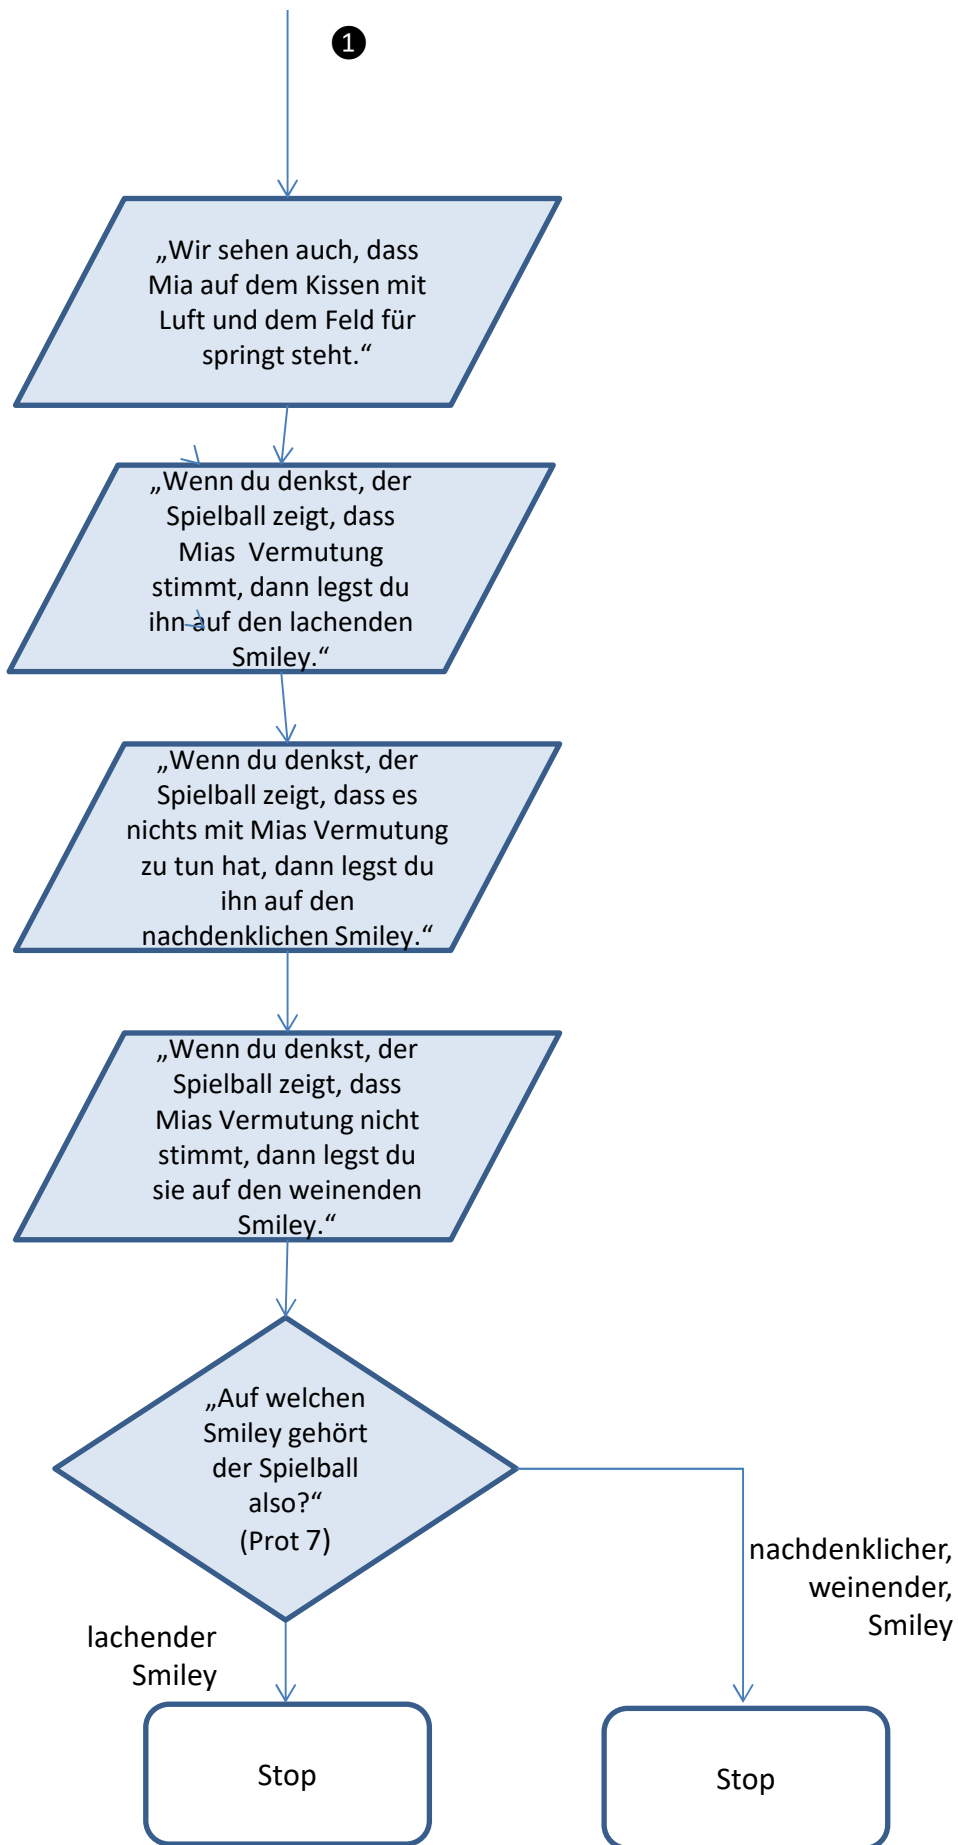 ❶
„Wir sehen auch, dass
Mia auf dem Kissen mit
Luft und dem Feld für
springt steht.“
„Wenn du denkst, der
Spielball zeigt, dass
Mias Vermutung
stimmt, dann legst du
ihn auf den lachenden
Smiley.“
„Wenn du denkst, der
Spielball zeigt, dass es
nichts mit Mias Vermutung
zu tun hat, dann legst du
ihn auf den
nachdenklichen Smiley.“
„Wenn du denkst, der
Spielball zeigt, dass
Mias Vermutung nicht
stimmt, dann legst du
sie auf den weinenden
Smiley.“
„Auf welchen
Smiley gehört
der Spielball
also?“
(Prot 7)
nachdenklicher,
weinender,
Smiley
lachender
Smiley
Stop
Stop